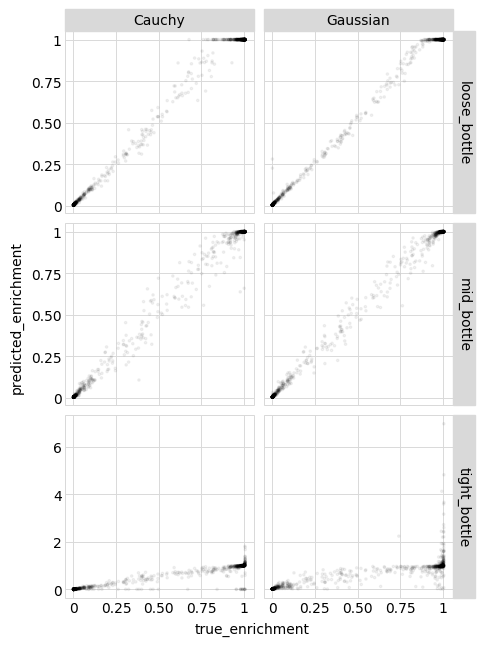 Cauchy Gaussian
1
0.75
0.50
0.25
0
loose_bottle
1
0.75
0.50
0.25
0
mid_bottle
6
4
2
0
tight_bottle
predicted_enrichment
0 0.25 0.50 0.75 1 0 0.25 0.50 0.75 1
true_enrichment